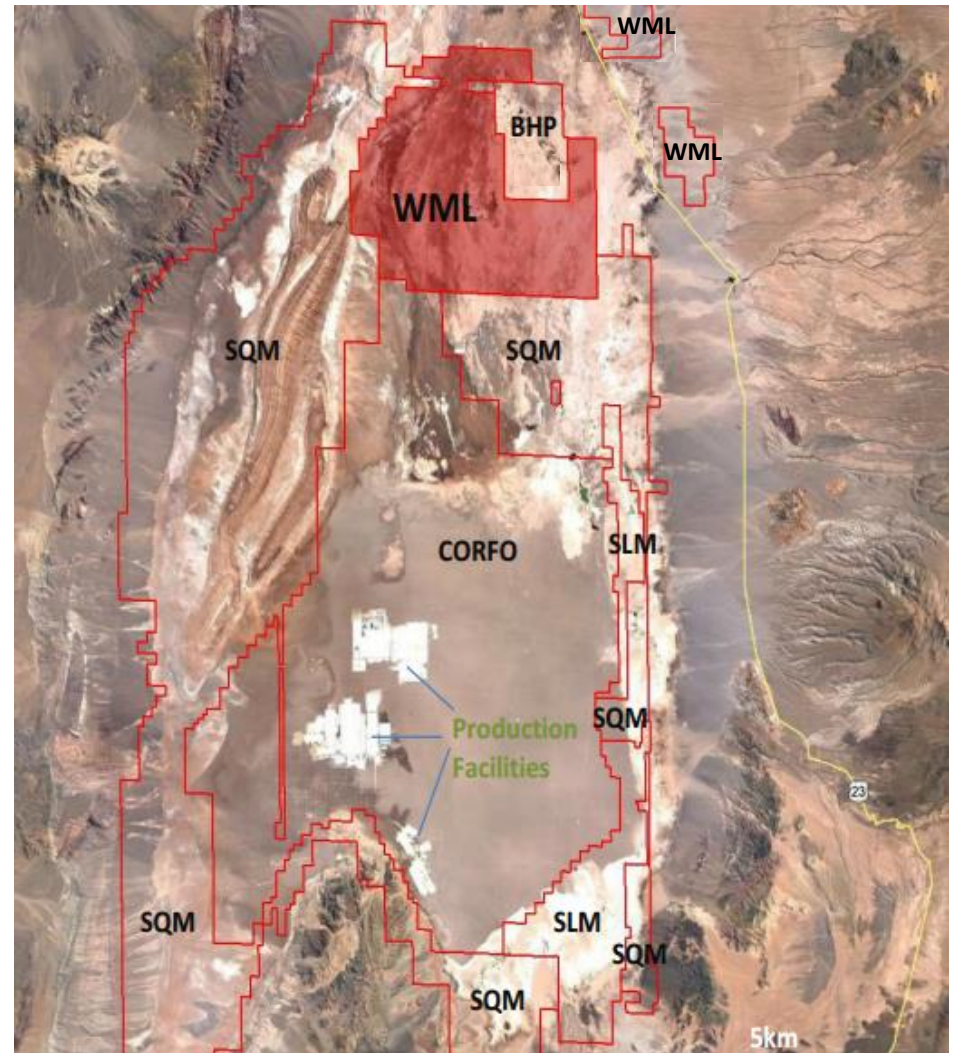 WML
BHP
WML
WML
SQM
SQM
SLM
CORFO
SQM
Production
Facilities
23
SQM
SLM
SQM
SQM
5km